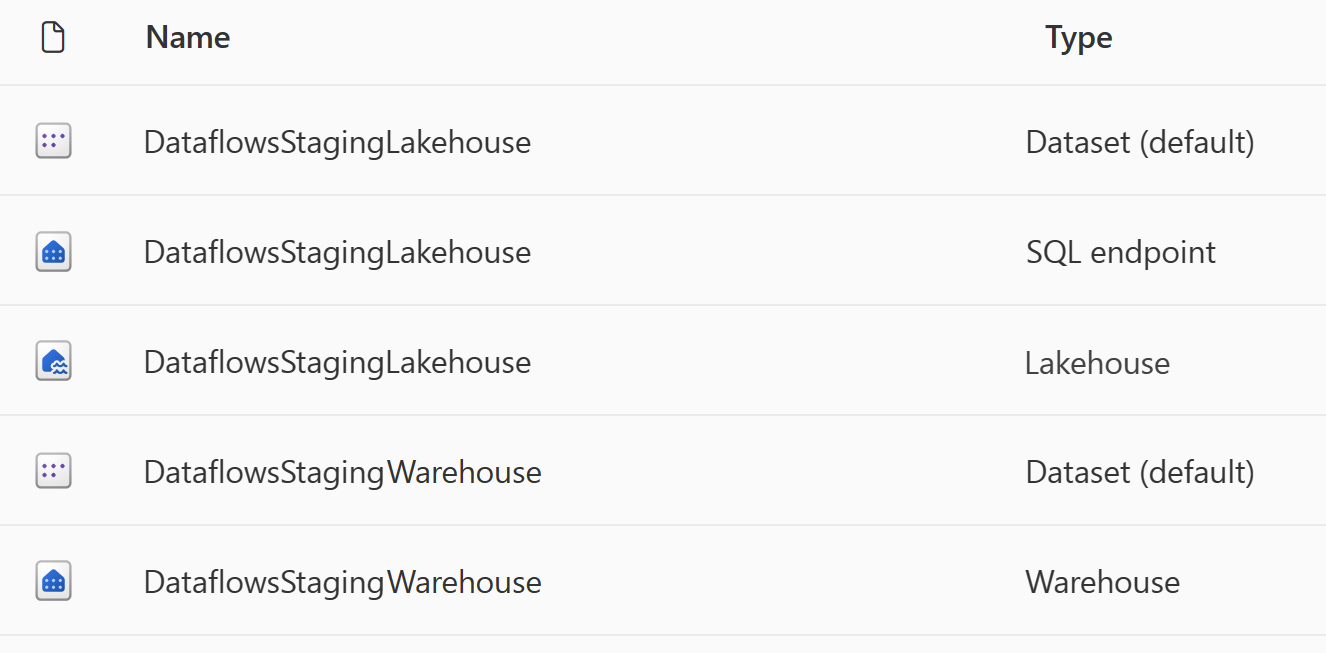 Name Type
DataflowsStagingLakehouse Dataset (default)
DataflowsStagingLakehouse SQL endpoint
DataflowsStagingLakehouse Lakehouse
DataflowsStagingWarehouse Dataset (default)
DataflowsStagingWarehouse Warehouse